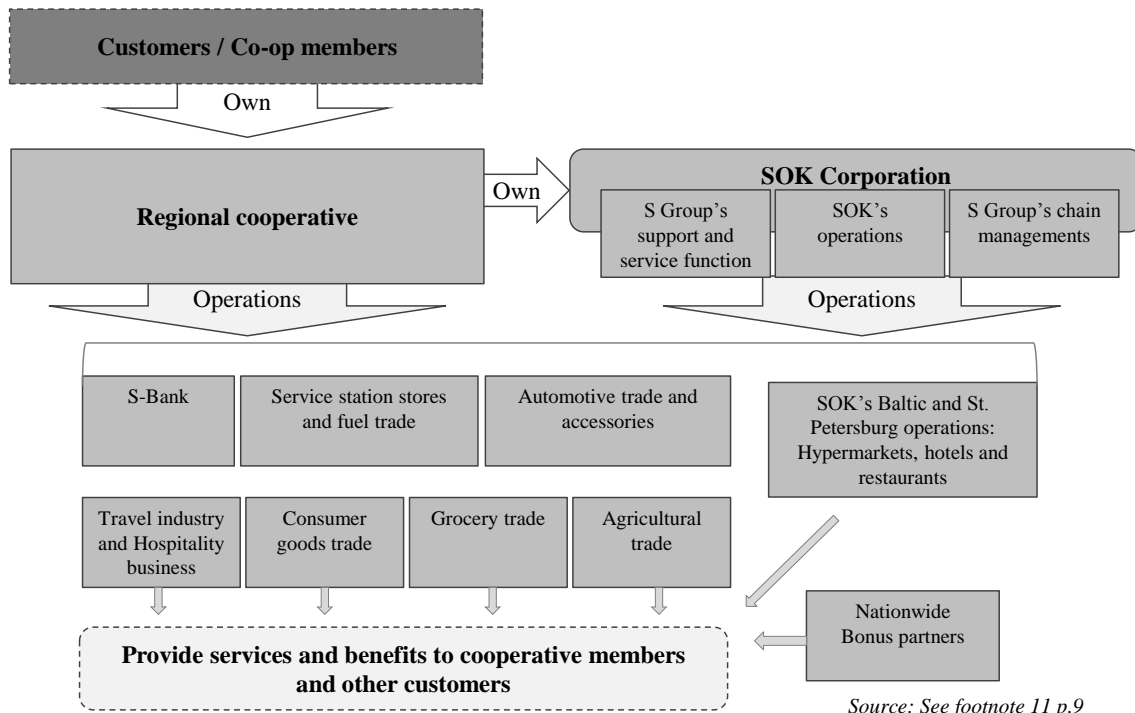 Customers / Co-op members
Own
Regional cooperative
Own
SOK Corporation
S Group's
support and
service function
SOK's
operations
S Group's chain
managements
Operations
Operations
S-Bank
Service station stores
and fuel trade
Automotive trade and
accessories
SOK's Baltic and St.
Petersburg operations:
Hypermarkets, hotels and
restaurants
Travel industry
and Hospitality
business
Consumer
goods trade
Grocery trade
Agricultural
trade
Nationwide
Bonus partners
Provide services and benefits to cooperative members
and other customers
Source: See footnote 11 p.9